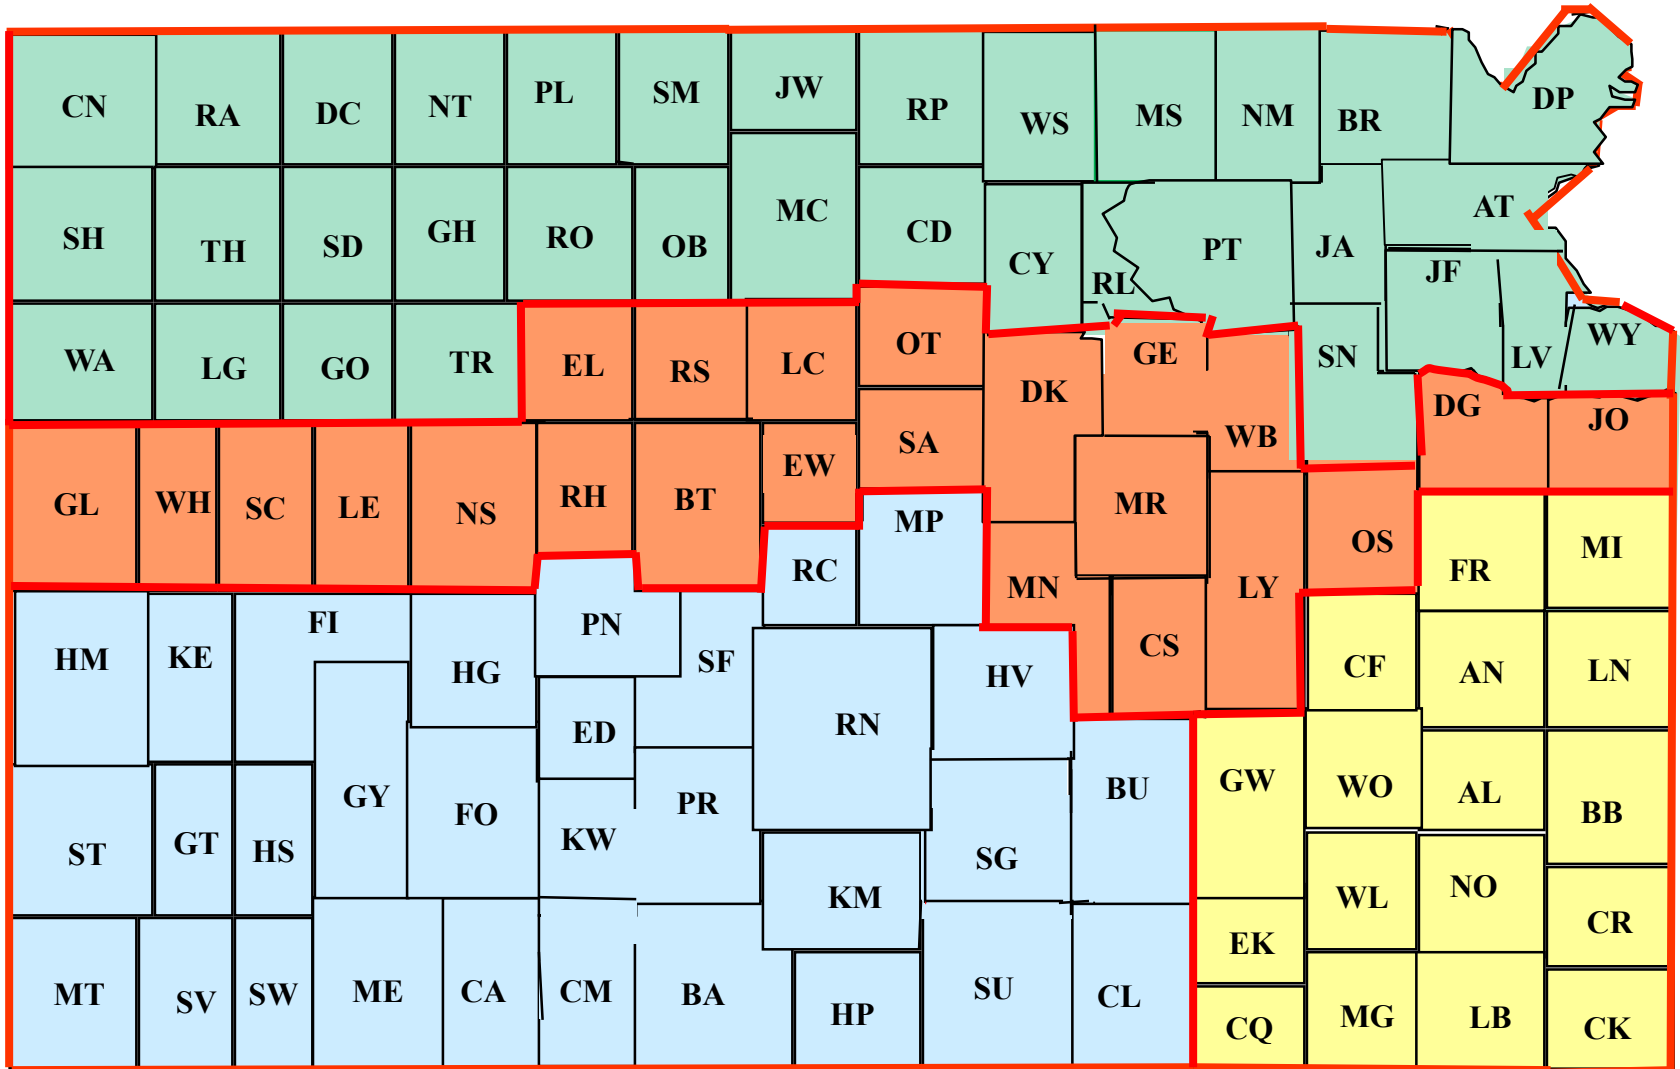 CN RA DC NT PL SM JW RP WS MS NM BR DP
SH TH SD GH RO OB MC CD CY RL PT JA AT
JF
WA LG GO TR EL RS LC OT DK GE SN LV WY
DG JO
GL WH SC LE NS RH BT EW SA MR WB
MP OS FR MI
HM KE FI HG PN SF RC MN LY
CS CF AN LN
ED RN HV
ST GT HS GY FO KW PR SG BU GW WO AL BB
KM WL NO CR
EK
MT SV SW ME CA CM BA HP SU CL CQ MG LB CK